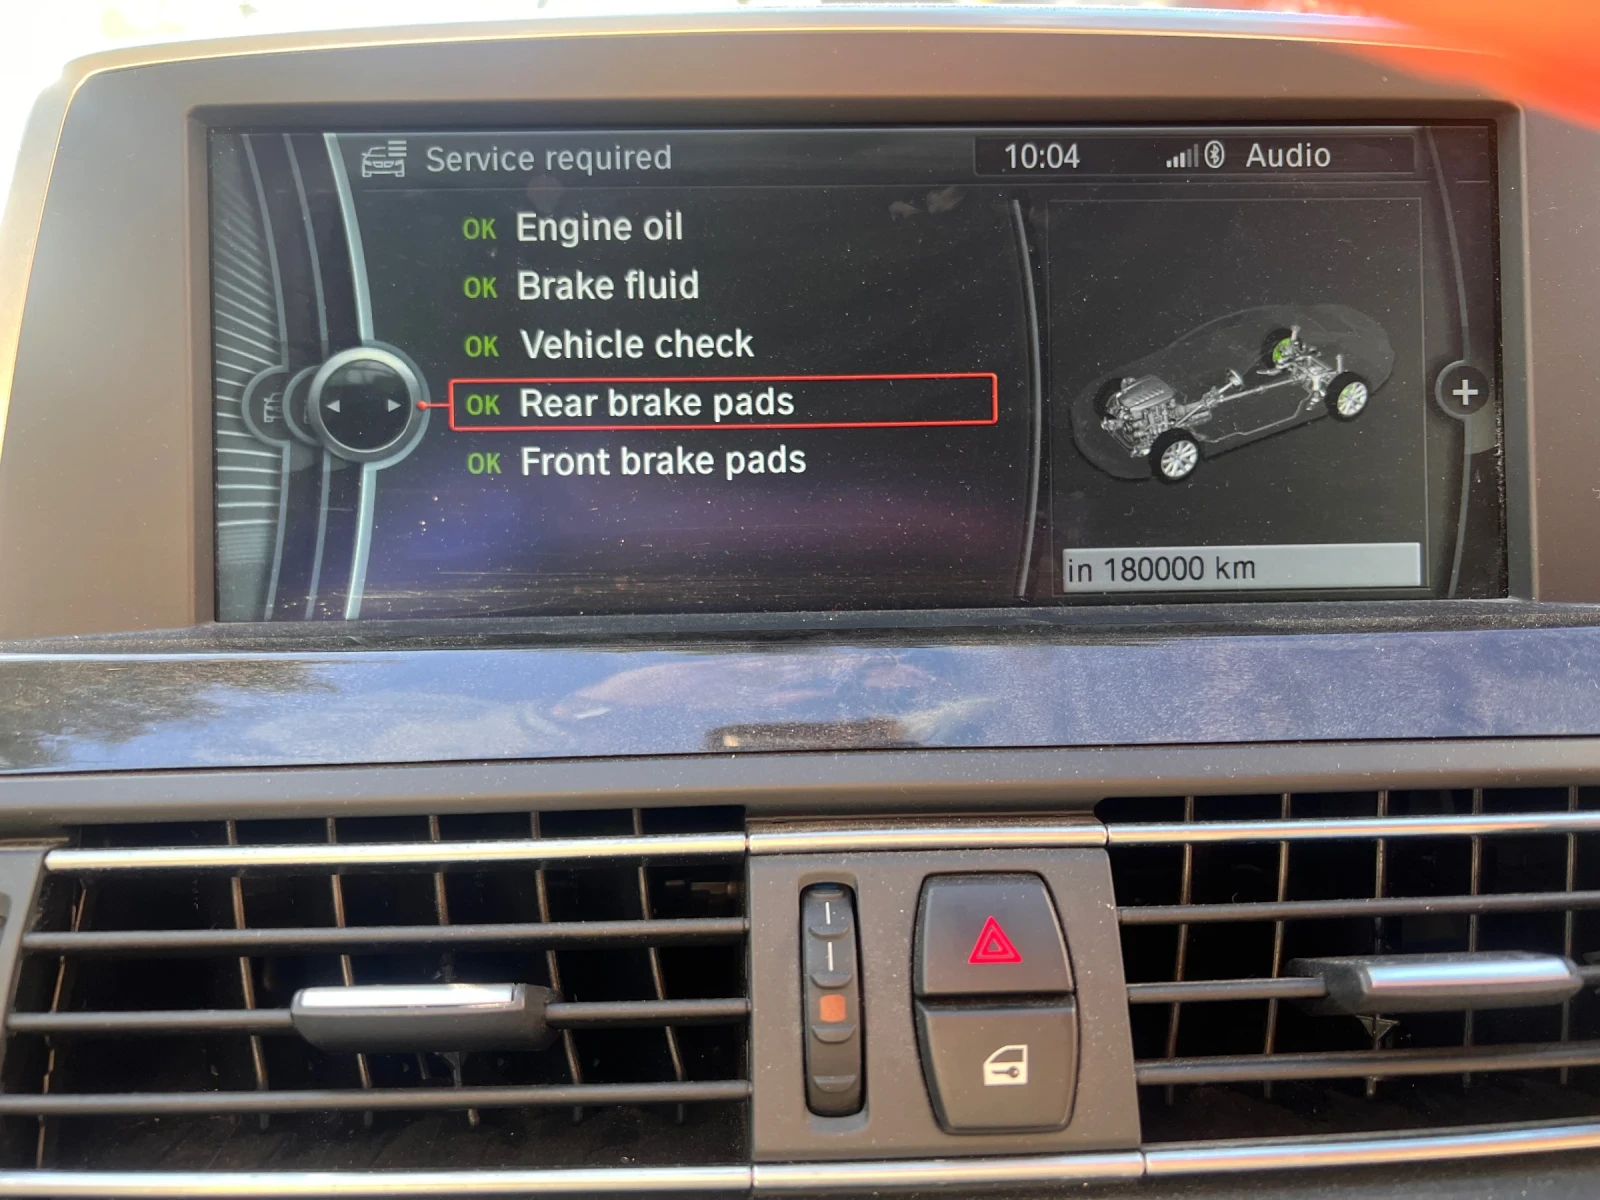 Service required
10:04
Audio
OK Engine oil
OK Brake fluid
OK Vehicle check
OK Rear brake pads
OK Front brake pads
in 180000 km